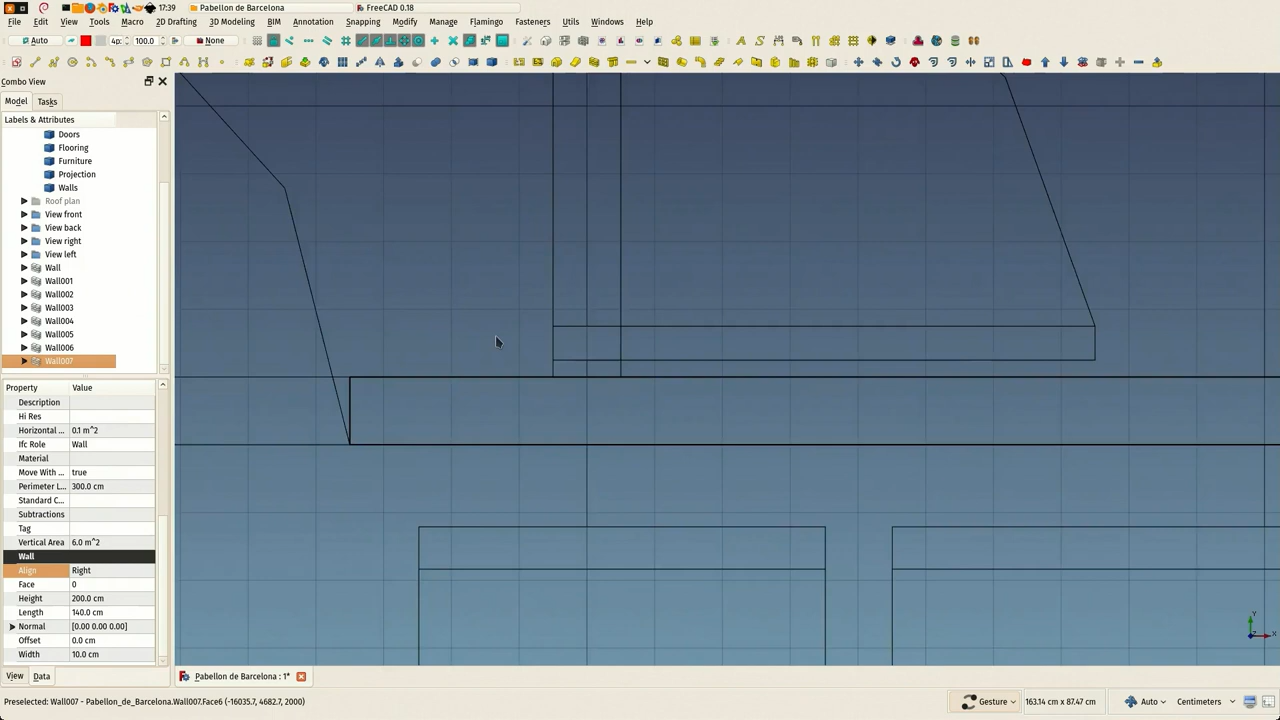 17:39
Pabellon de Barcelona
FreeCAD 0.18
File Edit View Tools Macro 2D Drafting 3D Modeling BIM Annotation Snapping Modify Manage Flamingo Fasteners Utils Windows Help
Auto 4p: 100.0 None
Combo View
Model Tasks
Labels & Attributes
Doors
Flooring
Furniture
Projection
Walls
Roof plan
View front
View back
View right
View left
Wall
Wall001
Wall002
Wall003
Wall004
Wall005
Wall006
Wall007
Property Value
Description
Hi Res
Horizontal ... 0.1 m^2
Ifc Role Wall
Material
Move With ... true
Perimeter L... 300.0 cm
Standard C...
Subtractions
Tag
Vertical Area 6.0 m^2
Wall
Align Right
Face 0
Height 200.0 cm
Length 140.0 cm
Normal [0.00 0.00 0.00]
Offset 0.0 cm
Width 10.0 cm
View Data
Pabellon de Barcelona : 1*
Y
Z
X
Preselected: Wall007 - Pabellon_de_Barcelona.Wall007.Face6 (-16035.7, 4682.7, 2000)
Gesture 163.14 cm x 87.47 cm Auto Centimeters